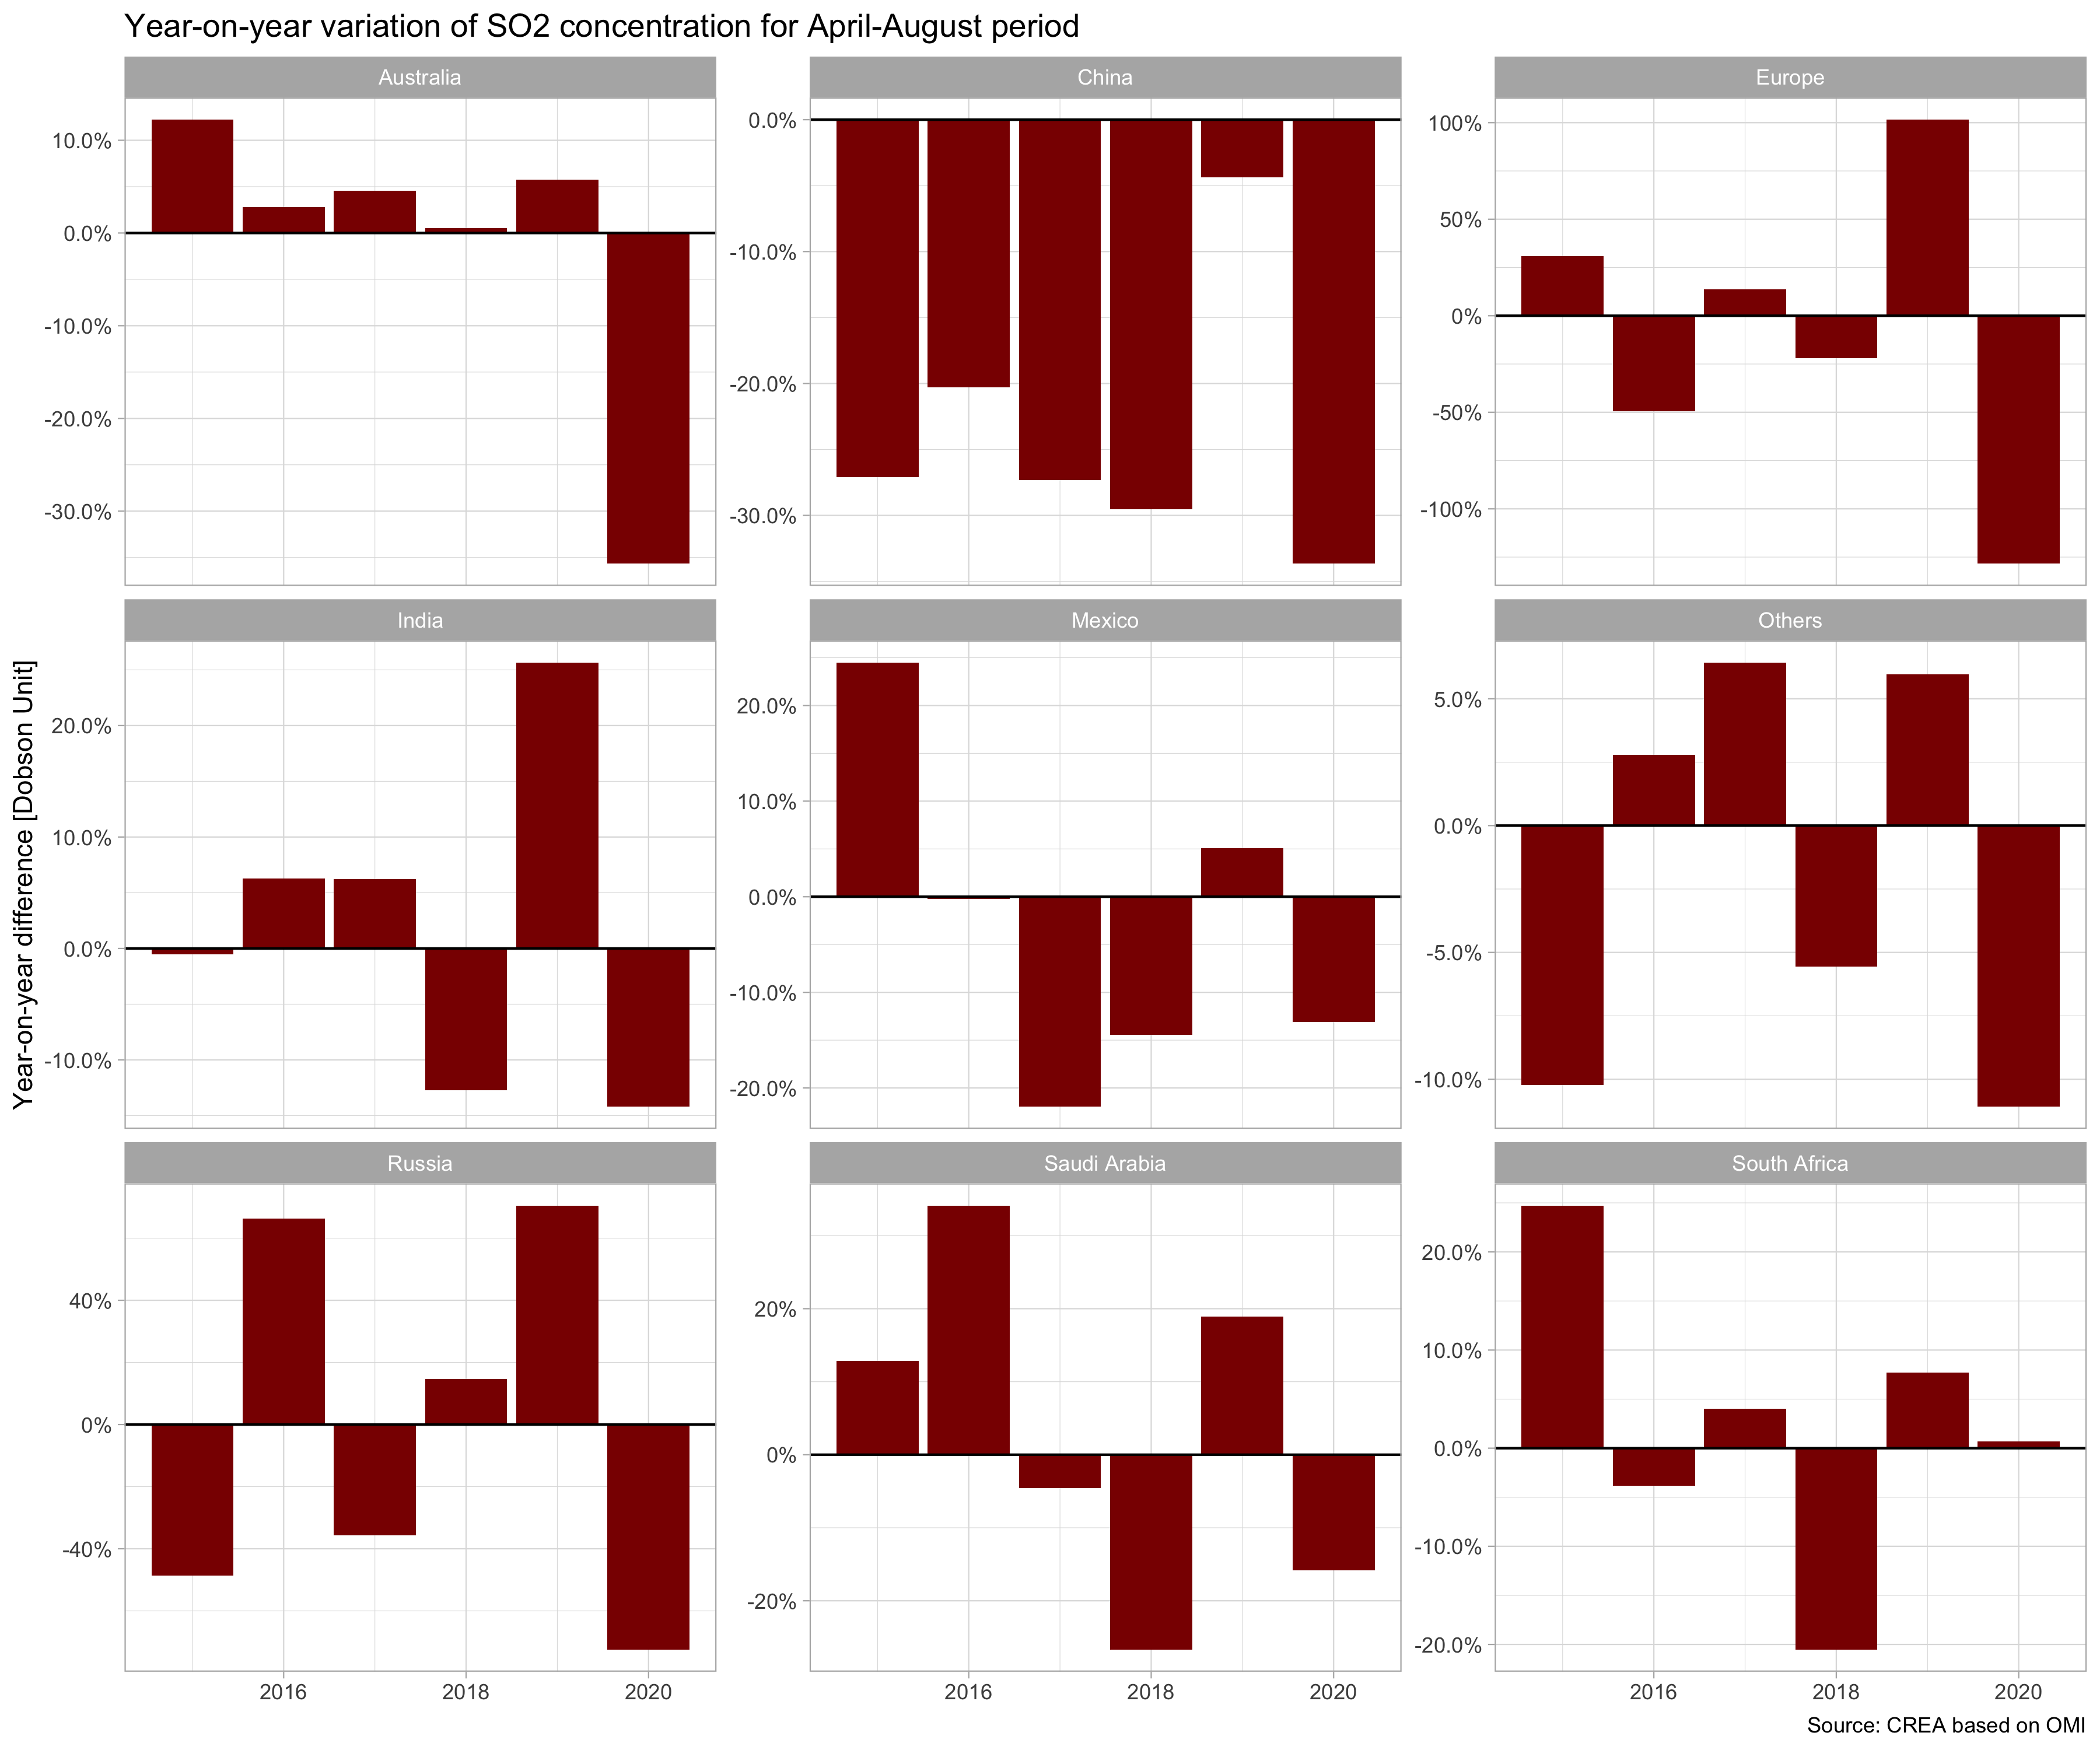 Year-on-year variation of SO2 concentration for April-August period
Year-on-year difference [Dobson Unit]
Australia
10.0%
0.0%
-10.0%
-20.0%
-30.0%
China
0.0%
-10.0%
-20.0%
-30.0%
Europe
100%
50%
0%
-50%
-100%
India
20.0%
10.0%
0.0%
-10.0%
Mexico
20.0%
10.0%
0.0%
-10.0%
-20.0%
Others
5.0%
0.0%
-5.0%
-10.0%
Russia
40%
0%
-40%
2016 2018 2020
Saudi Arabia
20%
0%
-20%
2016 2018 2020
South Africa
20.0%
10.0%
0.0%
-10.0%
-20.0%
2016 2018 2020
Source: CREA based on OMI